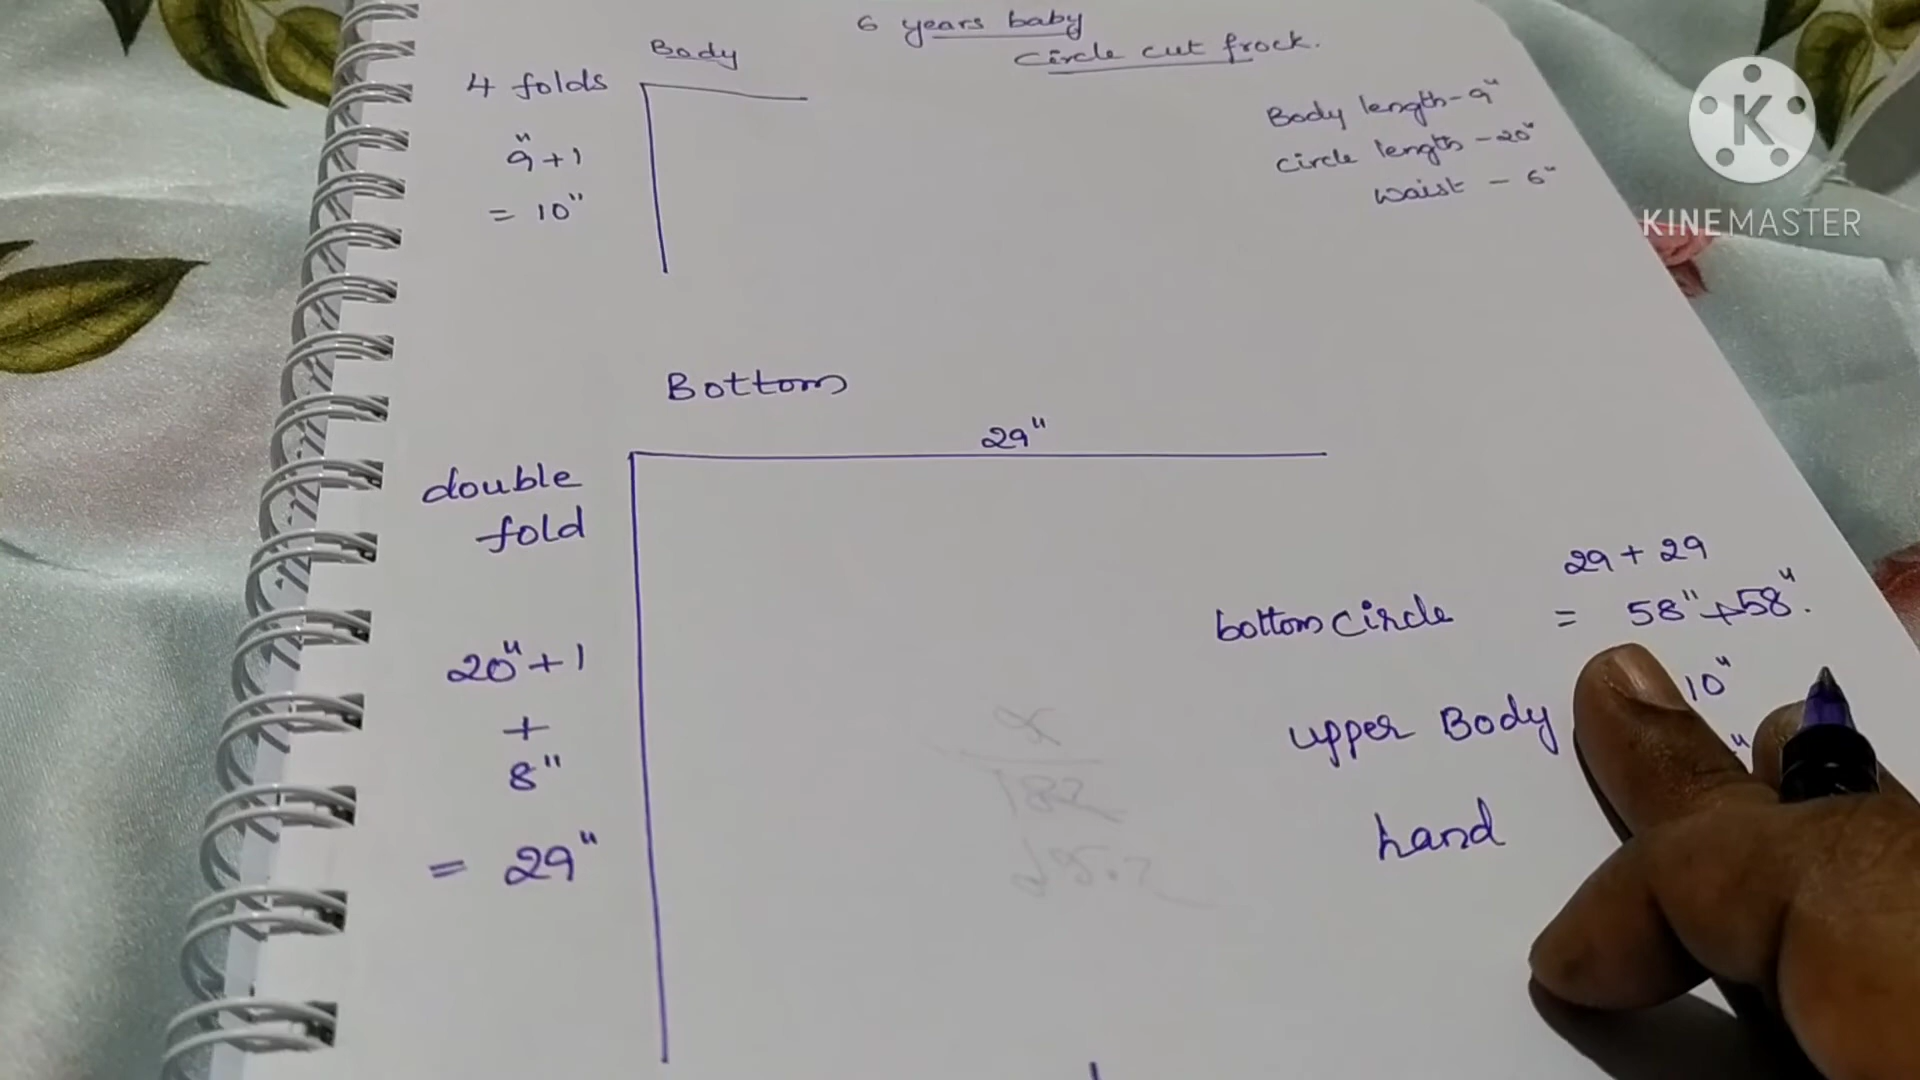 6 years baby
Circle cut frock.
Body
4 folds
9"+1
= 10"
Body length-9"
circle length -20"
waist - 6"
K
KINEMASTER
Bottom
29"
double
fold
20"+1
+
8"
= 29"
29+29
bottom circle = 58"+58".
upper Body 10"
hand